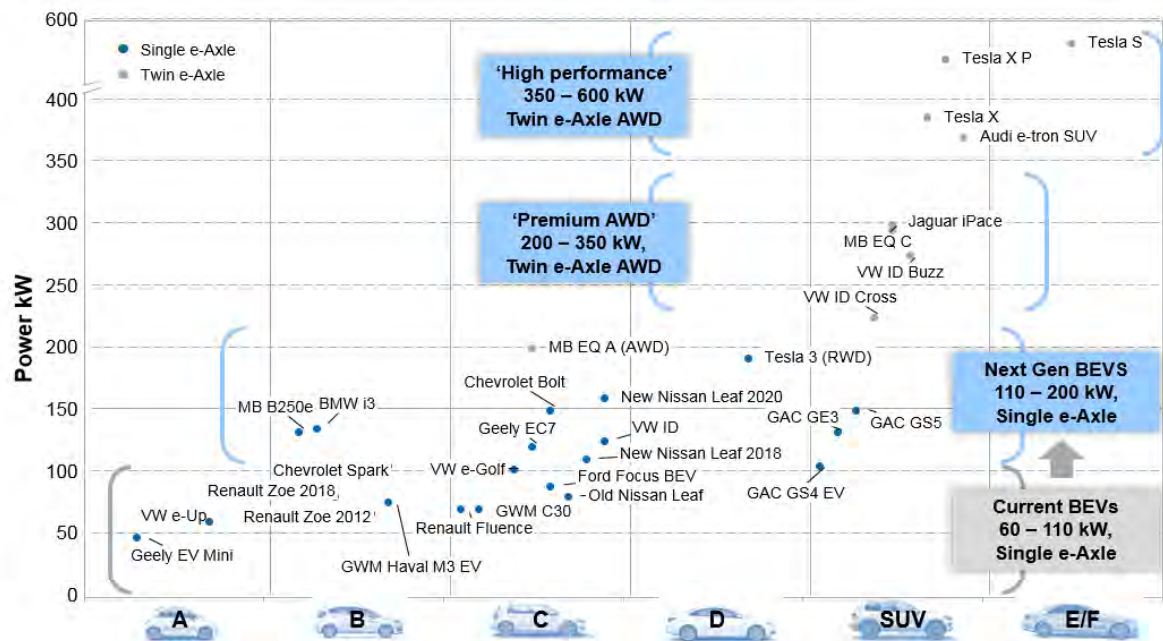 600
Single e-Axle
Twin e-Axle
400
350
300
250
200
150
100
50
0
Power kW
'High performance'
350 – 600 kW
Twin e-Axle AWD
Tesla S
Tesla X P
Tesla X
Audi e-tron SUV
'Premium AWD'
200 – 350 kW,
Twin e-Axle AWD
Jaguar iPace
MB EQ C
VW ID Buzz
VW ID Cross
MB EQ A (AWD)
Tesla 3 (RWD)
Chevrolet Bolt
New Nissan Leaf 2020
MB B250e
BMW i3
Geely EC7
VW ID
GAC GE3
GAC GS5
Next Gen BEVS
110 – 200 kW,
Single e-Axle
New Nissan Leaf 2018
Chevrolet Spark
VW e-Golf
Ford Focus BEV
Renault Zoe 2018
Old Nissan Leaf
GAC GS4 EV
VW e-Up
Renault Zoe 2012
GWM C30
Renault Fluence
Geely EV Mini
GWM Haval M3 EV
Current BEVs
60 – 110 kW,
Single e-Axle
A
B
C
D
SUV
E/F